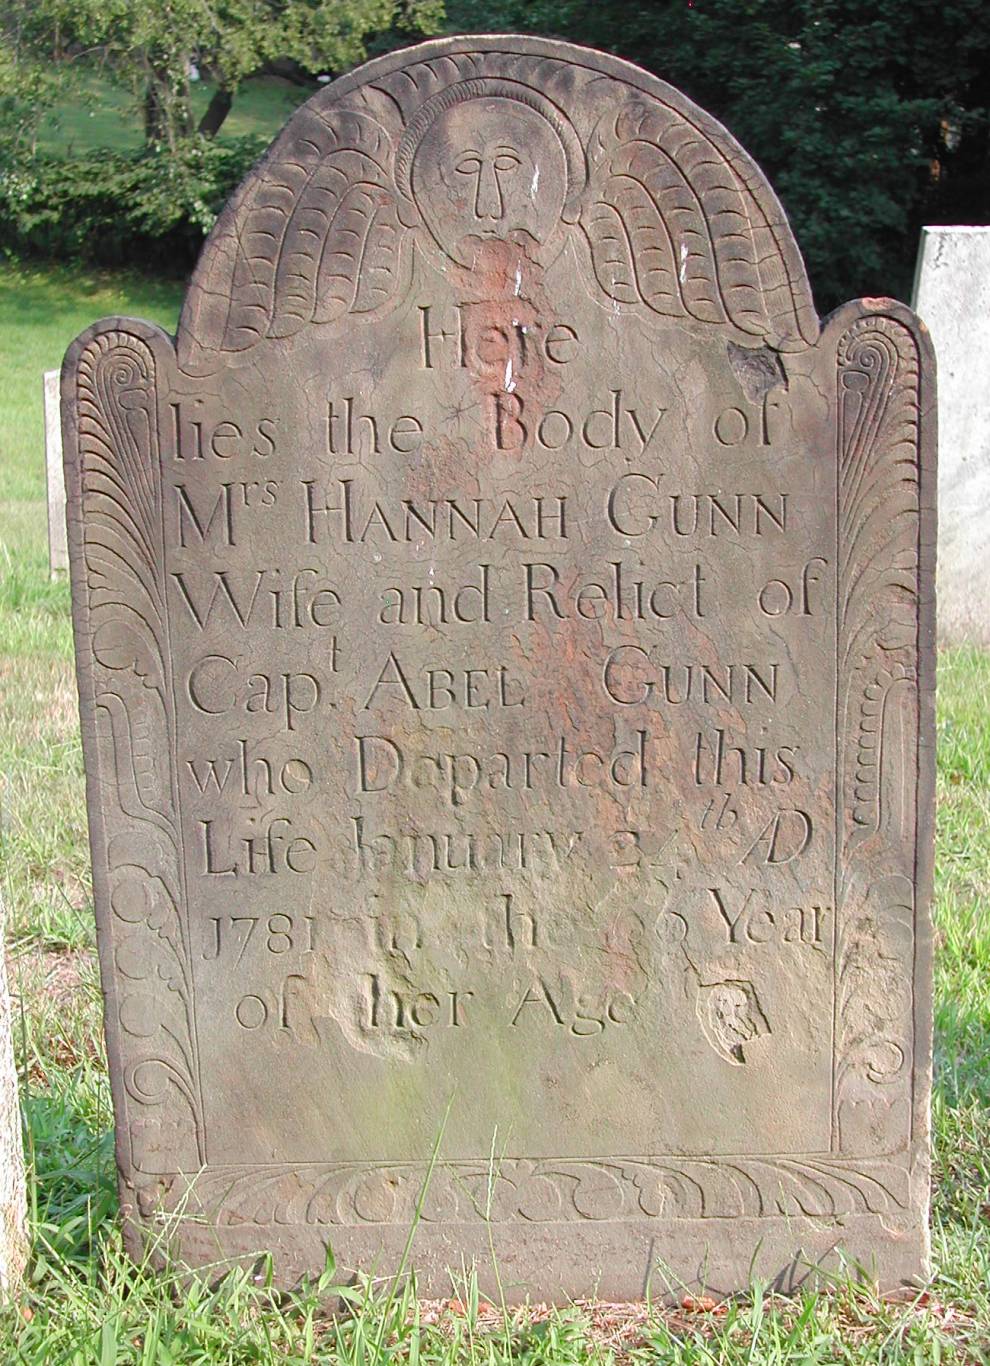 Here
lies the Body of
Mrs HANNAH GUNN
Wife and Relict of
Capt. ABEL GUNN
who Departed this
Life January 24th AD
1781 in the Year
of her Age